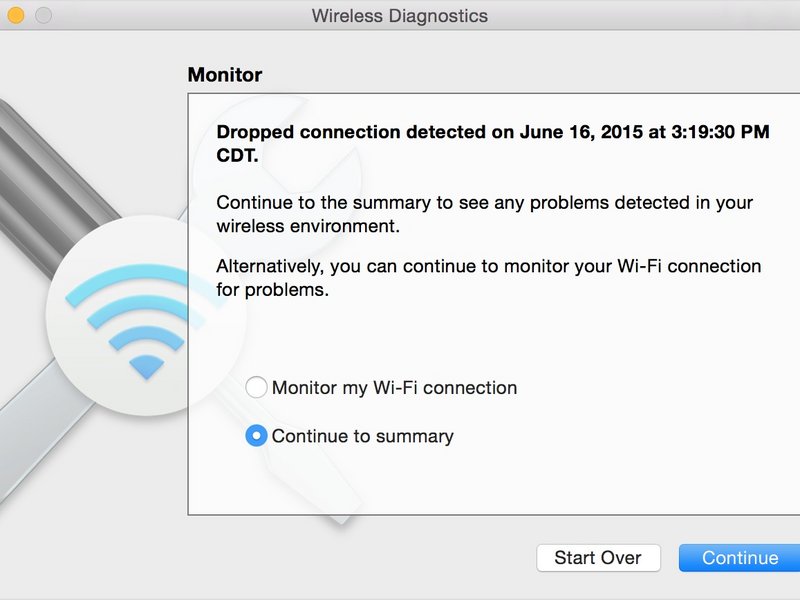 Wireless Diagnostics
Monitor
Dropped connection detected on June 16, 2015 at 3:19:30 PM
CDT.
Continue to the summary to see any problems detected in your
wireless environment.
Alternatively, you can continue to monitor your Wi-Fi connection
for problems.
Monitor my Wi-Fi connection
Continue to summary
Start Over
Continue